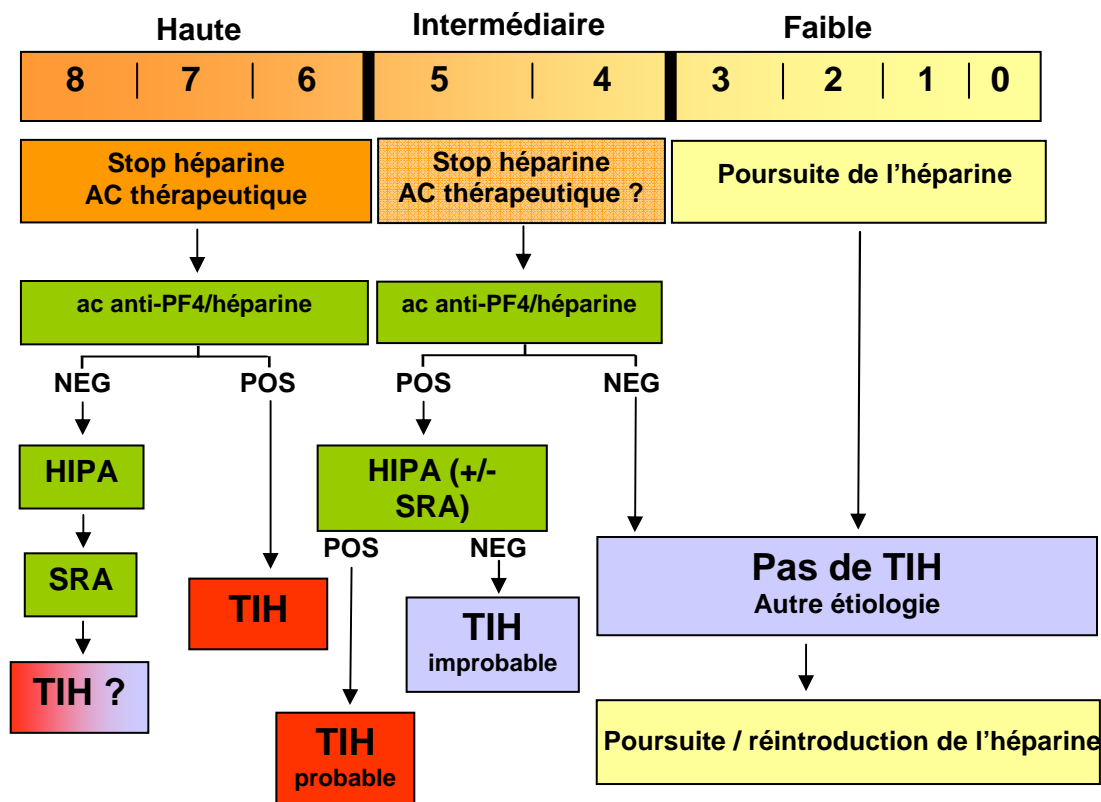 Haute
Intermédiaire
Faible
8 | 7 | 6
5 | 4
3 | 2 | 1 | 0
Stop héparine
AC thérapeutique
Stop héparine
AC thérapeutique ?
Poursuite de l’héparine
ac anti-PF4/héparine
ac anti-PF4/héparine
NEG
POS
POS
NEG
HIPA
HIPA (+/-
SRA)
SRA
POS
NEG
TIH
TIH
improbable
Pas de TIH
Autre étiologie
TIH ?
TIH
probable
Poursuite / réintroduction de l’héparine